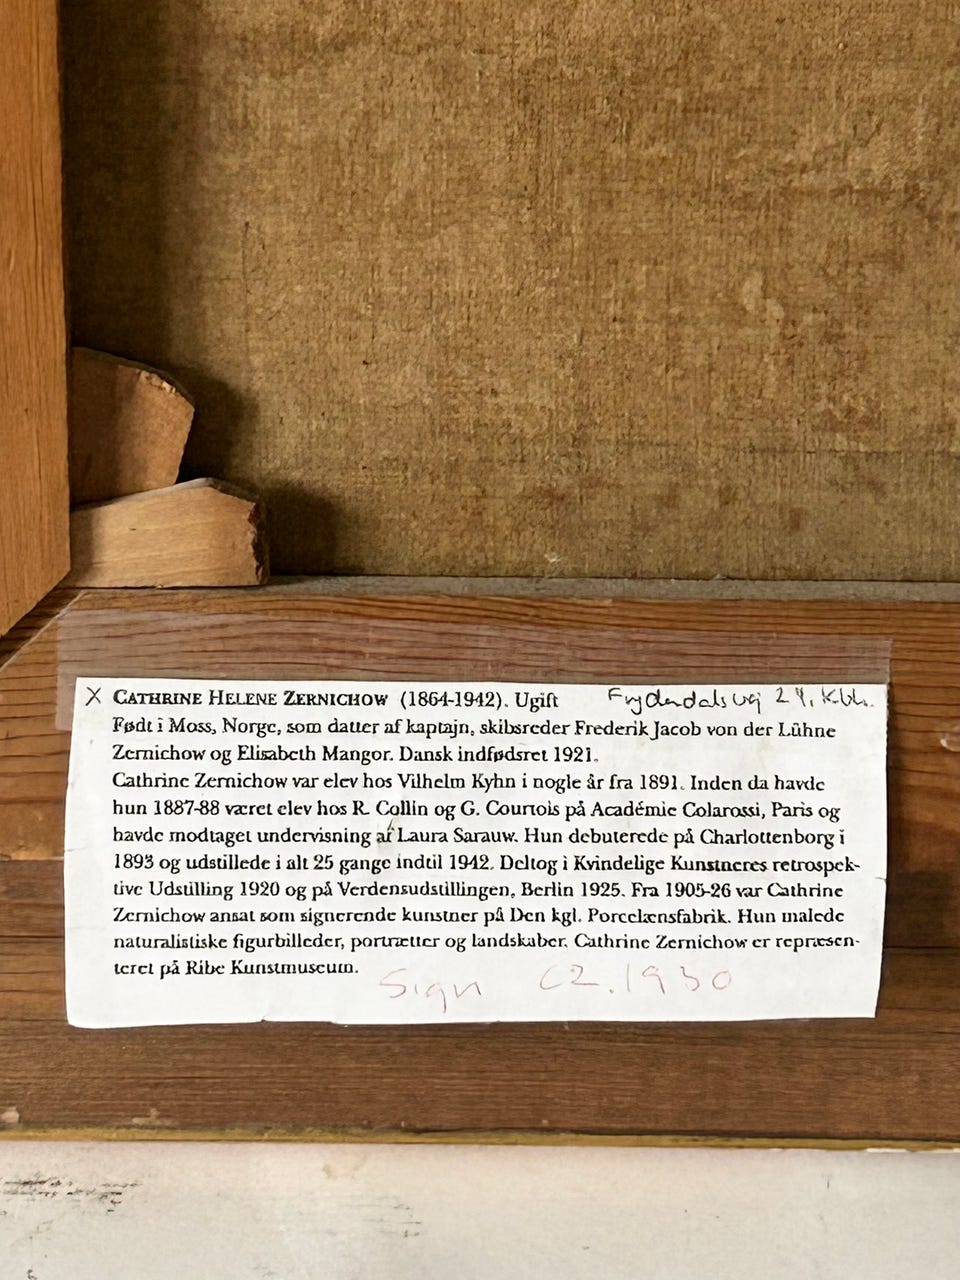 X CATHRINE HELENE ZERNICHOW (1864-1942). Ugift Frydendalsvej 24, Kbh.
Født i Moss, Norge, som datter af kaptajn, skibsreder Frederik Jacob von der Lühne
Zernichow og Elisabeth Mangor. Dansk indfødsret 1921.
Cathrine Zernichow var elev hos Vilhelm Kyhn i nogle år fra 1891. Inden da havde
hun 1887-88 været elev hos R. Collin og G. Courtois på Académie Colarossi, Paris og
havde modtaget undervisning af Laura Sarauw. Hun debuterede på Charlottenborg i
1893 og udstillede i alt 25 gange indtil 1942. Deltog i Kvindelige Kunstneres retrospek-
tive Udstilling 1920 og på Verdensudstillingen, Berlin 1925. Fra 1905-26 var Cathrine
Zernichow ansat som signerende kunstner på Den kgl. Porcelænsfabrik. Hun malede
naturalistiske figurbilleder, portrætter og landskaber. Cathrine Zernichow er repræsen-
teret på Ribe Kunstmuseum.
Sign CZ. 1930